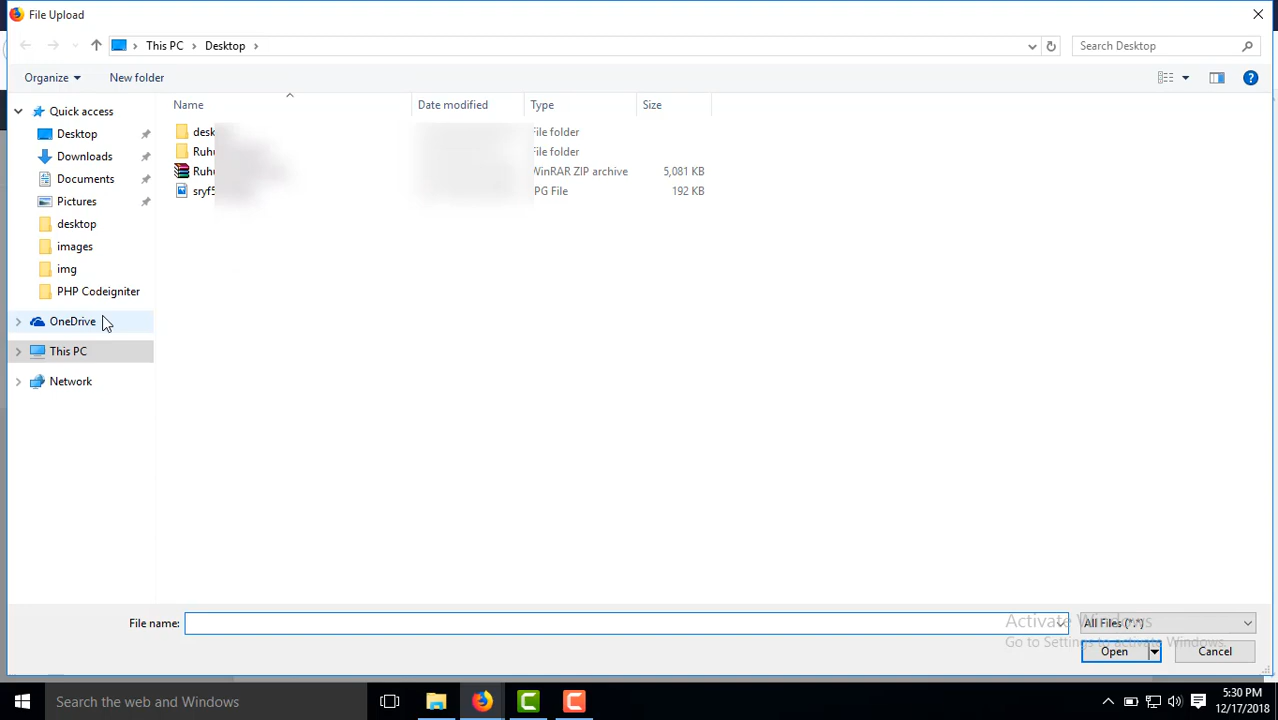 File Upload
This PC
Desktop
Search Desktop
Organize
New folder
Name
Date modified
Type
Size
Quick access
Desktop
Downloads
Documents
Pictures
desktop
images
img
PHP Codeigniter
OneDrive
This PC
Network
File folder
File folder
WinRAR ZIP archive
5,081 KB
JPG File
192 KB
File name:
All Files (*.*)
Activate Windows
Go to Settings to activate Windows.
Open
Cancel
Search the web and Windows
5:30 PM
12/17/2018